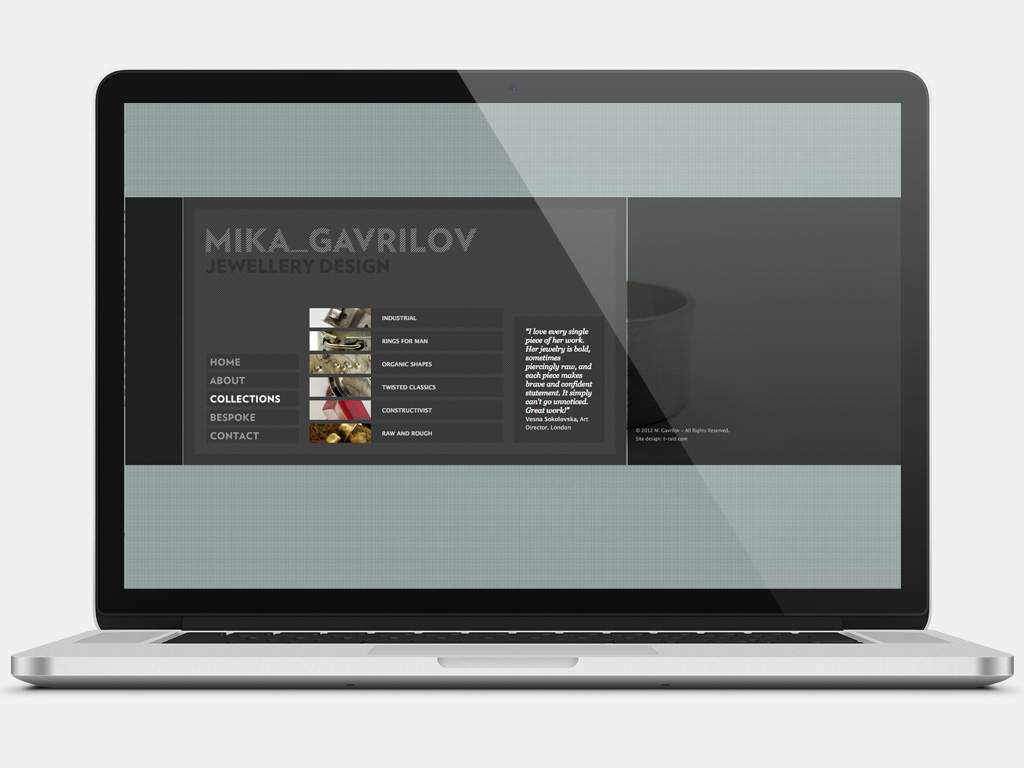 MIKA_GAVRILOV
JEWELLERY DESIGN
HOME
ABOUT
COLLECTIONS
BESPOKE
CONTACT
INDUSTRIAL
RINGS FOR MAN
ORGANIC SHAPES
TWISTED CLASSICS
CONSTRUCTIVIST
RAW AND ROUGH
"I love every single
piece of her work.
Her jewelry is bold,
sometimes
piercingly raw, and
each piece makes
brave and confident
statement. It simply
can't go unnoticed.
Great work!"
Vesna Sokolovska, Art
Director, London
© 2012 M. Gavrilov - All Rights Reserved.
Site design: t-raid.com